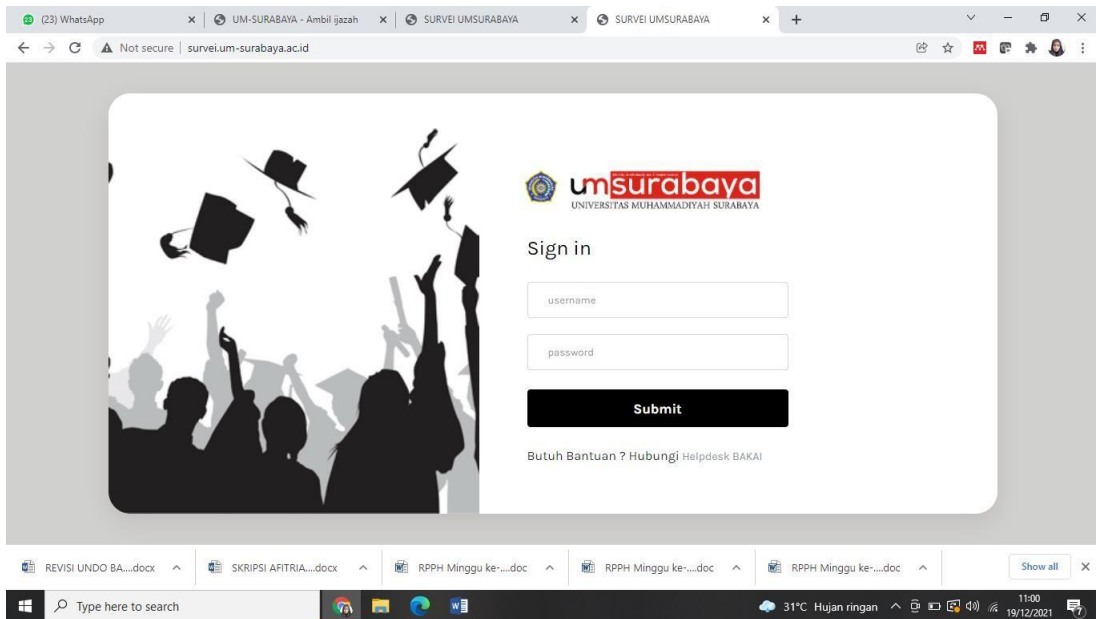 (23) WhatsApp
UM-SURABAYA - Ambil ijazah
SURVEI UMSURABAYA
SURVEI UMSURABAYA
Not secure
survei.um-surabaya.ac.id
umsurabaya
UNIVERSITAS MUHAMMADIYAH SURABAYA
Sign in
username
password
Submit
Butuh Bantuan ? Hubungi Helpdesk BAKAI
REVISI UNDO BA....docx
SKRIPSI AFITRIA....docx
RPPH Minggu ke-....doc
RPPH Minggu ke-....doc
RPPH Minggu ke-....doc
Show all
Type here to search
31°C Hujan ringan
11:00
19/12/2021